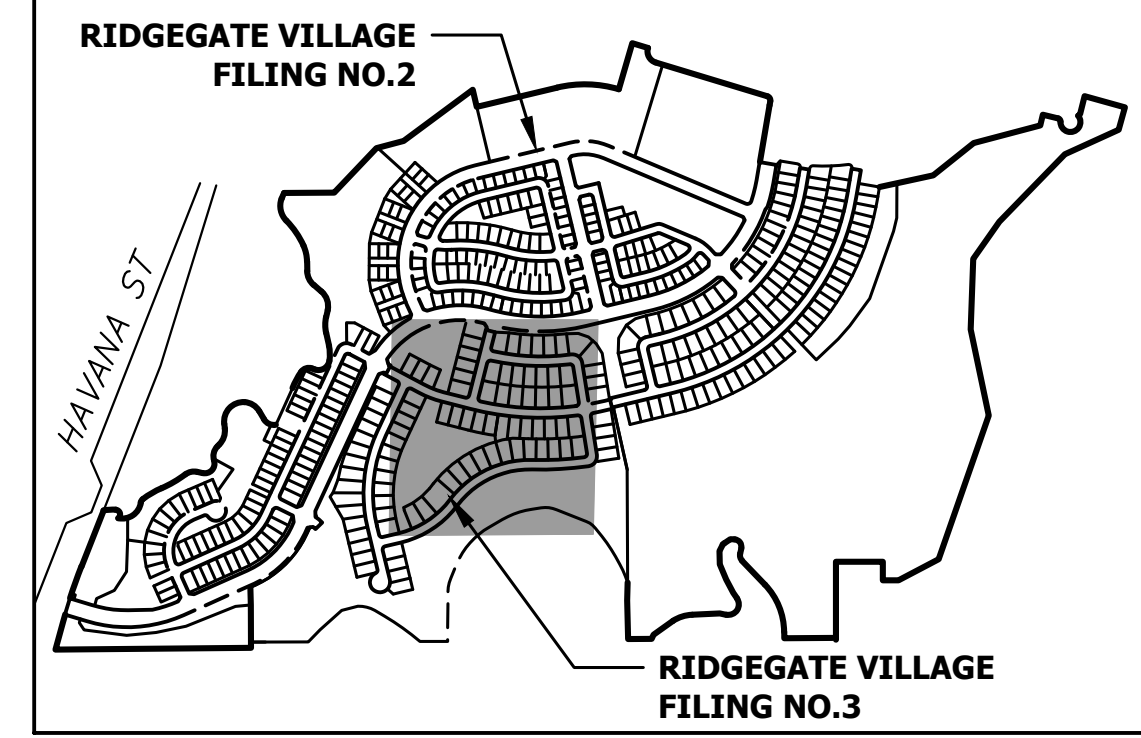 RIDGEGATE VILLAGE
FILING NO.2
HAVANA ST
RIDGEGATE VILLAGE
FILING NO.3